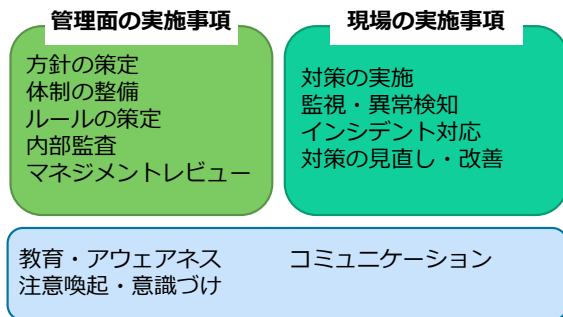 管理面の実施事項
方針の策定
体制の整備
ルールの策定
内部監査
マネジメントレビュー
現場の実施事項
対策の実施
監視・異常検知
インシデント対応
対策の見直し・改善
教育・アウェアネス
注意喚起・意識づけ
コミュニケーション